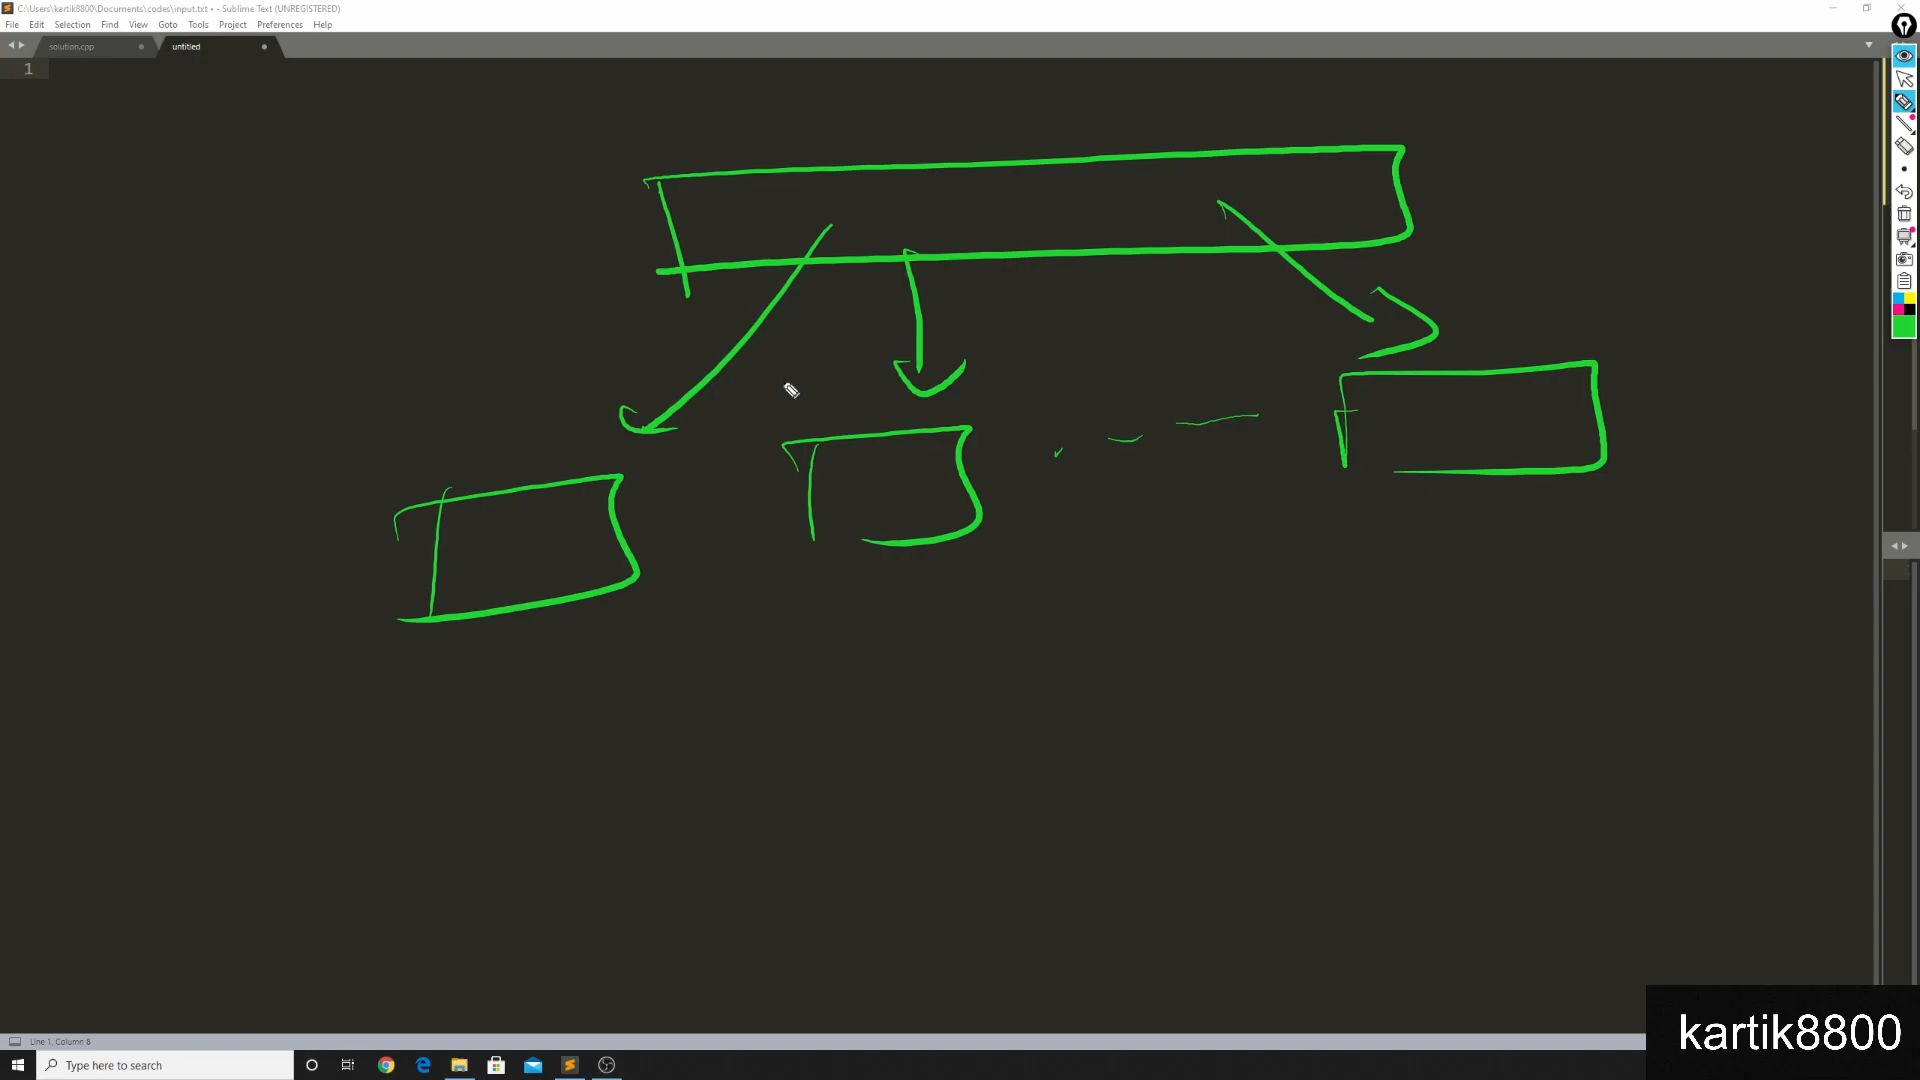 C:\Users\kartik8800\Documents\codes\input.txt • - Sublime Text (UNREGISTERED)
File Edit Selection Find View Goto Tools Project Preferences Help
solution.cpp untitled
1
Line 1, Column 8
Type here to search
kartik8800